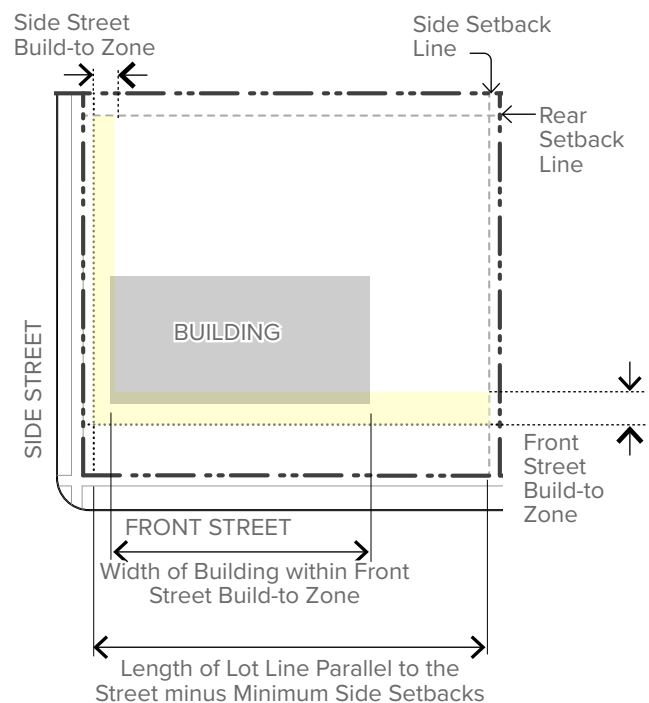 Side Street
Build-to Zone
Side Setback
Line
Rear
Setback
Line
BUILDING
SIDE STREET
Front
Street
Build-to
Zone
FRONT STREET
Width of Building within Front
Street Build-to Zone
Length of Lot Line Parallel to the
Street minus Minimum Side Setbacks